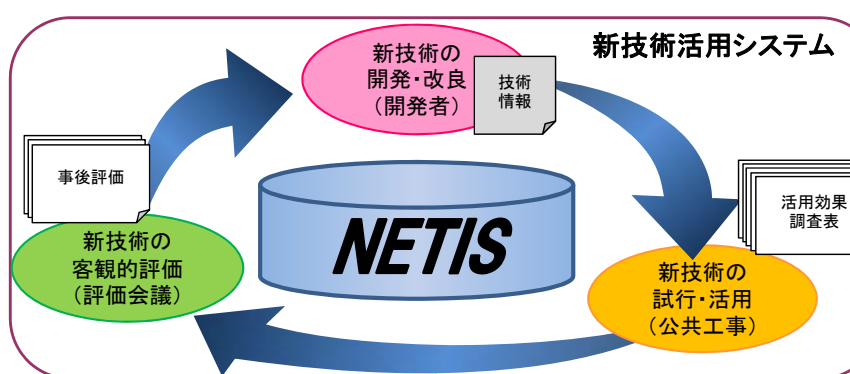 新技術活用システム
新技術の
開発・改良
（開発者）
技術
情報
事後評価
活用効果
調査表
NETIS
新技術の
客観的評価
（評価会議）
新技術の
試行・活用
（公共工事）